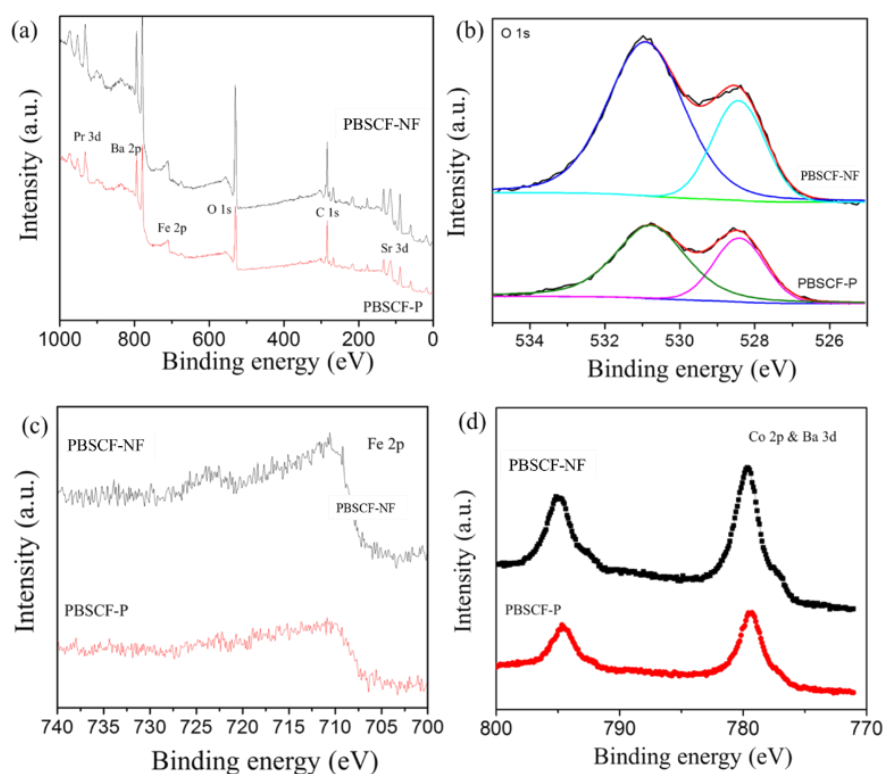 (a)
PBSCF-NF
Pr 3d
Ba 2p
Fe 2p
O 1s
C 1s
Sr 3d
PBSCF-P
Intensity (a.u.)
1000 800 600 400 200 0
Binding energy (eV)
(b)
O 1s
PBSCF-NF
PBSCF-P
Intensity (a.u.)
534 532 530 528 526
Binding energy (eV)
(c)
PBSCF-NF
Fe 2p
PBSCF-NF
PBSCF-P
Intensity (a.u.)
740 735 730 725 720 715 710 705 700
Binding energy (eV)
(d)
Co 2p & Ba 3d
PBSCF-NF
PBSCF-P
Intensity (a.u.)
800 790 780 770
Binding energy (eV)